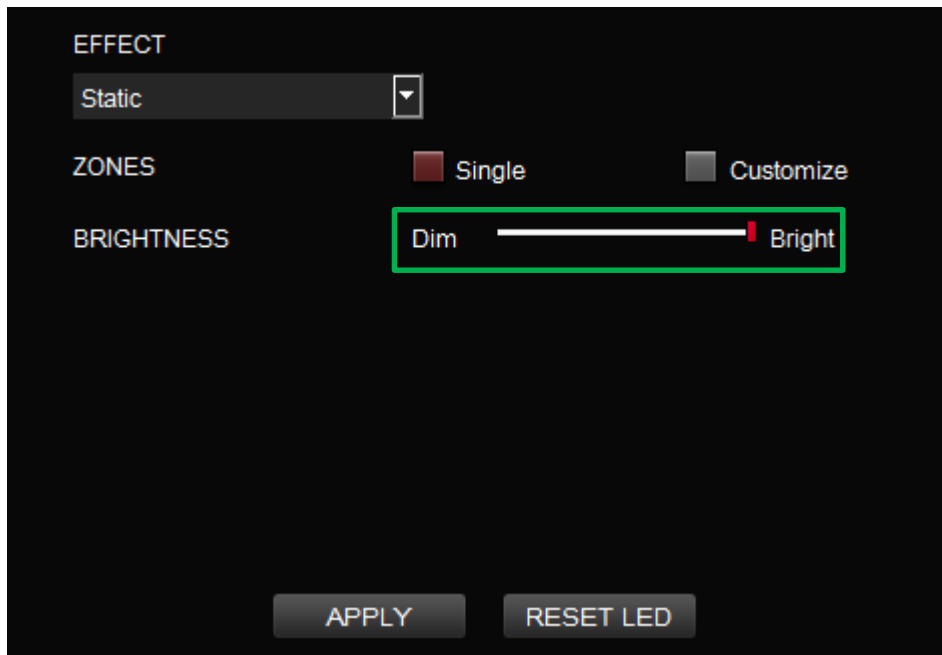 EFFECT
Static
ZONES Single Customize
BRIGHTNESS Dim Bright
APPLY RESET LED